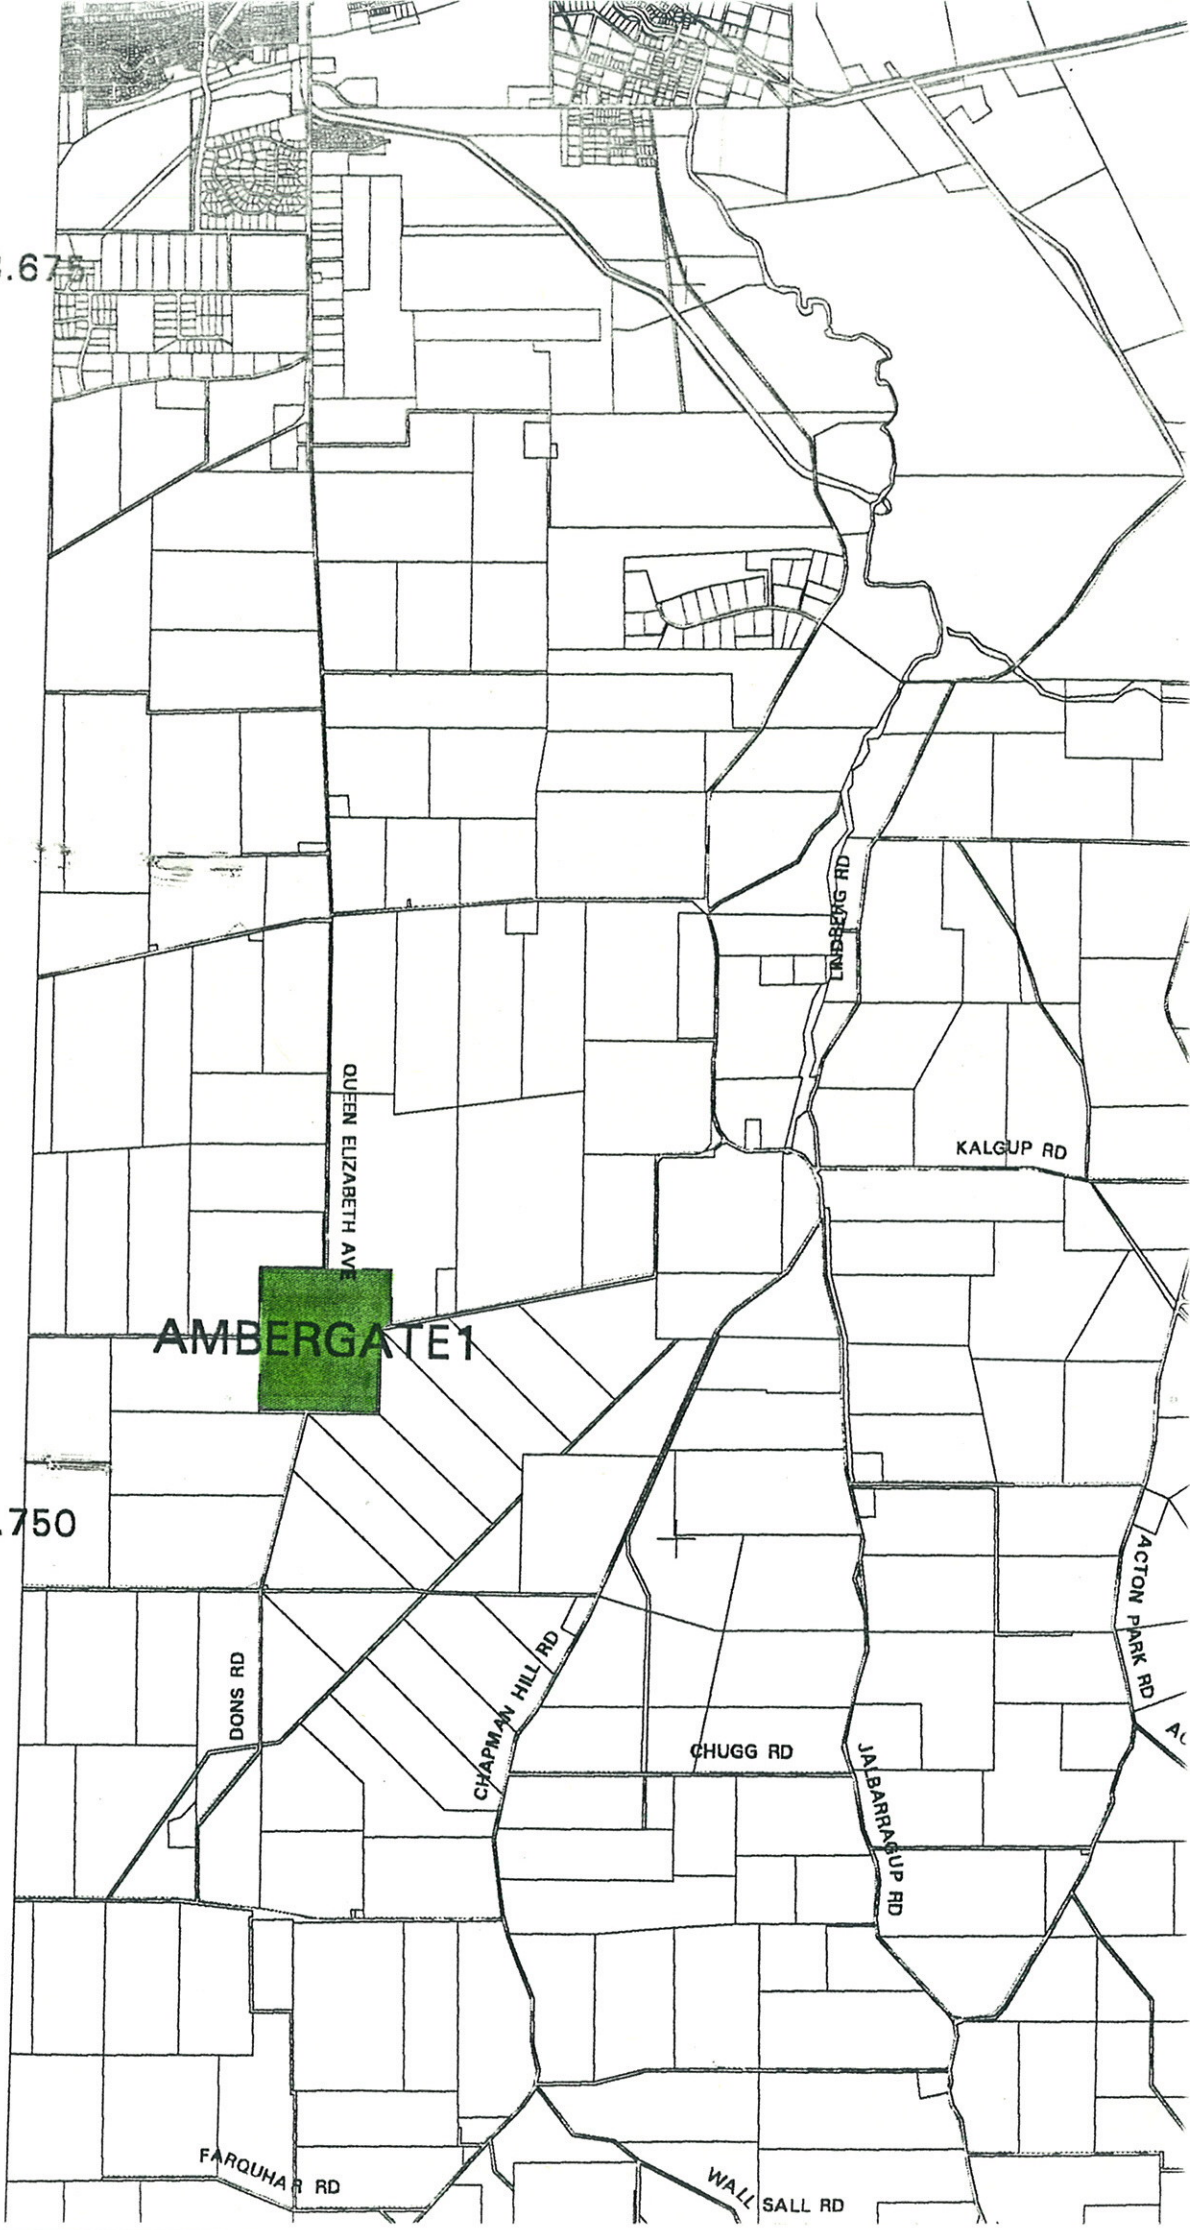 .675
LINDBERG RD
QUEEN ELIZABETH AVE
KALGUP RD
AMBERGATE1
.750
ACTON PARK RD
DONS RD
CHAPMAN HILL RD
CHUGG RD
JALBARRAGUP RD
FARQUHAR RD
WALL SALL RD